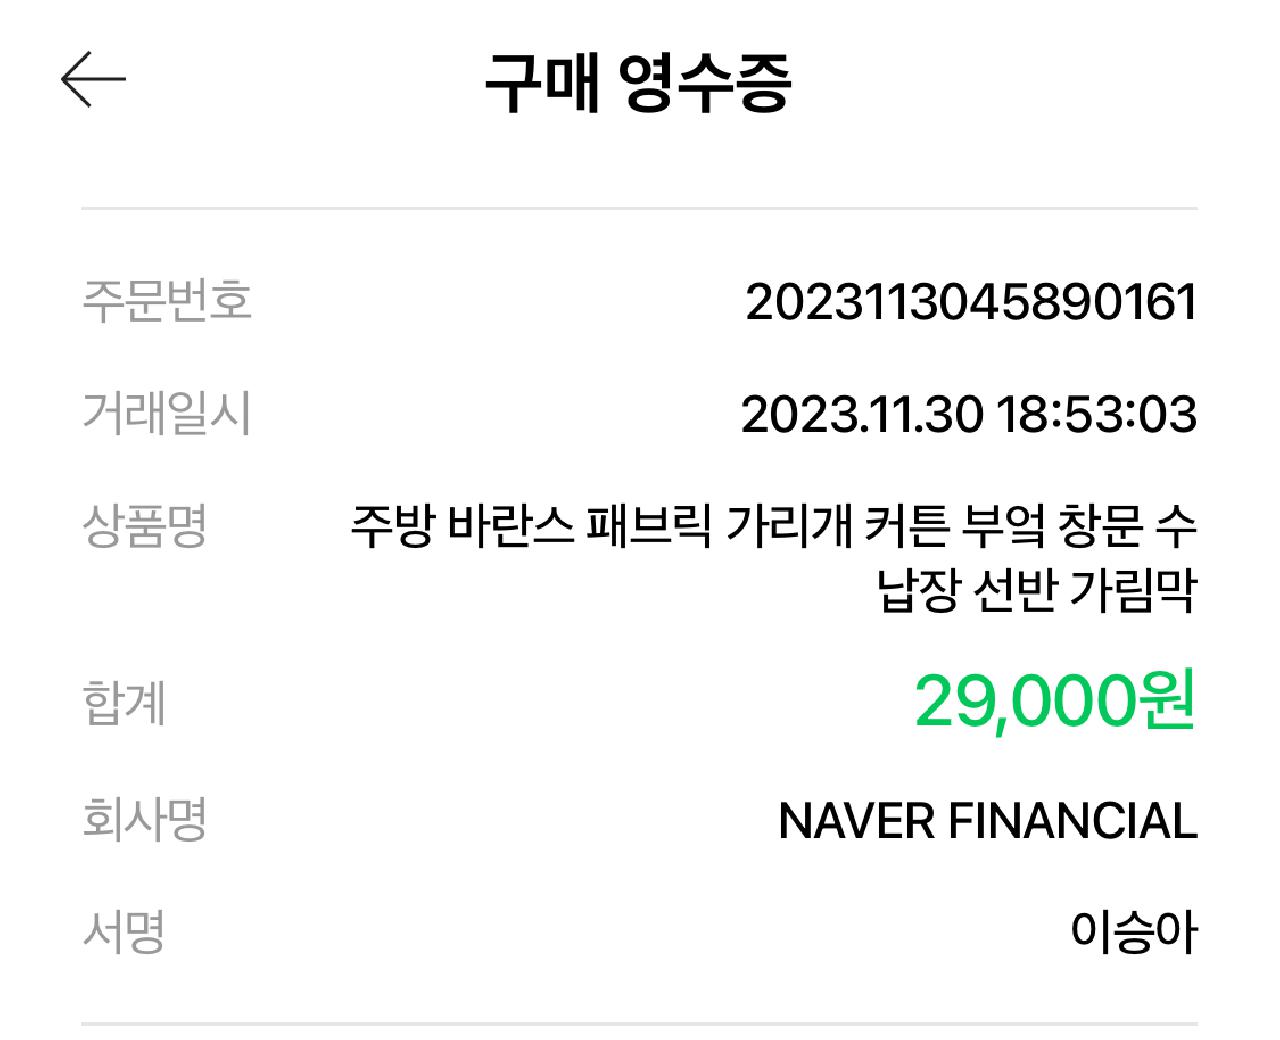 구매 영수증
주문번호 2023113045890161
거래일시 2023.11.30 18:53:03
상품명 주방 바란스 패브릭 가리개 커튼 부엌 창문 수
납장 선반 가림막
합계 29,000원
회사명 NAVER FINANCIAL
서명 이승아